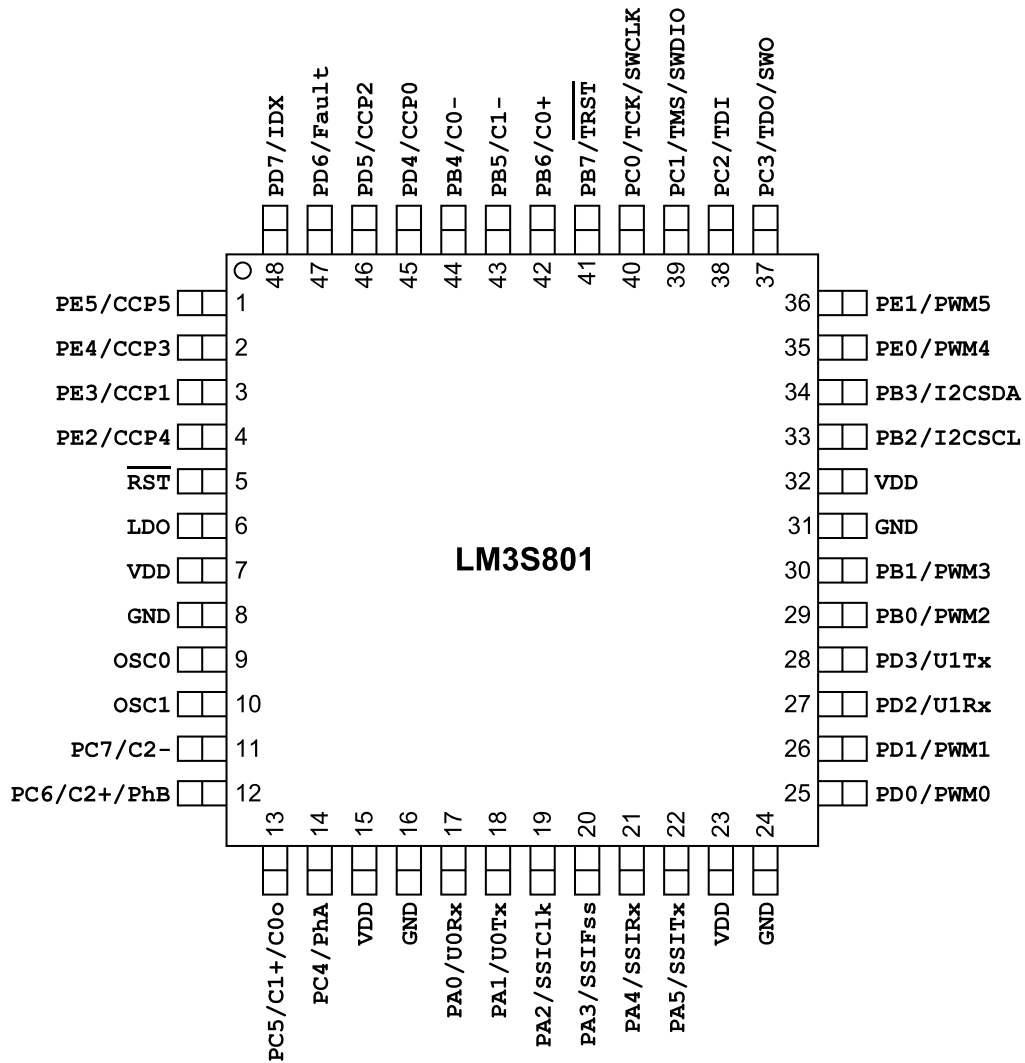 PD7/IDX
PD6/Fault
PD5/CCP2
PD4/CCP0
PB4/C0-
PB5/C1-
PB6/C0+
PB7/TRST
PC0/TCK/SWCLK
PC1/TMS/SWDIO
PC2/TDI
PC3/TDO/SWO
48
47
46
45
44
43
42
41
40
39
38
37
PE5/CCP5 1
PE4/CCP3 2
PE3/CCP1 3
PE2/CCP4 4
RST 5
LDO 6
VDD 7
GND 8
OSC0 9
OSC1 10
PC7/C2- 11
PC6/C2+/PhB 12
LM3S801
36 PE1/PWM5
35 PE0/PWM4
34 PB3/I2CSDA
33 PB2/I2CSCL
32 VDD
31 GND
30 PB1/PWM3
29 PB0/PWM2
28 PD3/U1Tx
27 PD2/U1Rx
26 PD1/PWM1
25 PD0/PWM0
13
14
15
16
17
18
19
20
21
22
23
24
PC5/C1+/C0o
PC4/PhA
VDD
GND
PA0/U0Rx
PA1/U0Tx
PA2/SSIClk
PA3/SSIFss
PA4/SSIRx
PA5/SSITx
VDD
GND